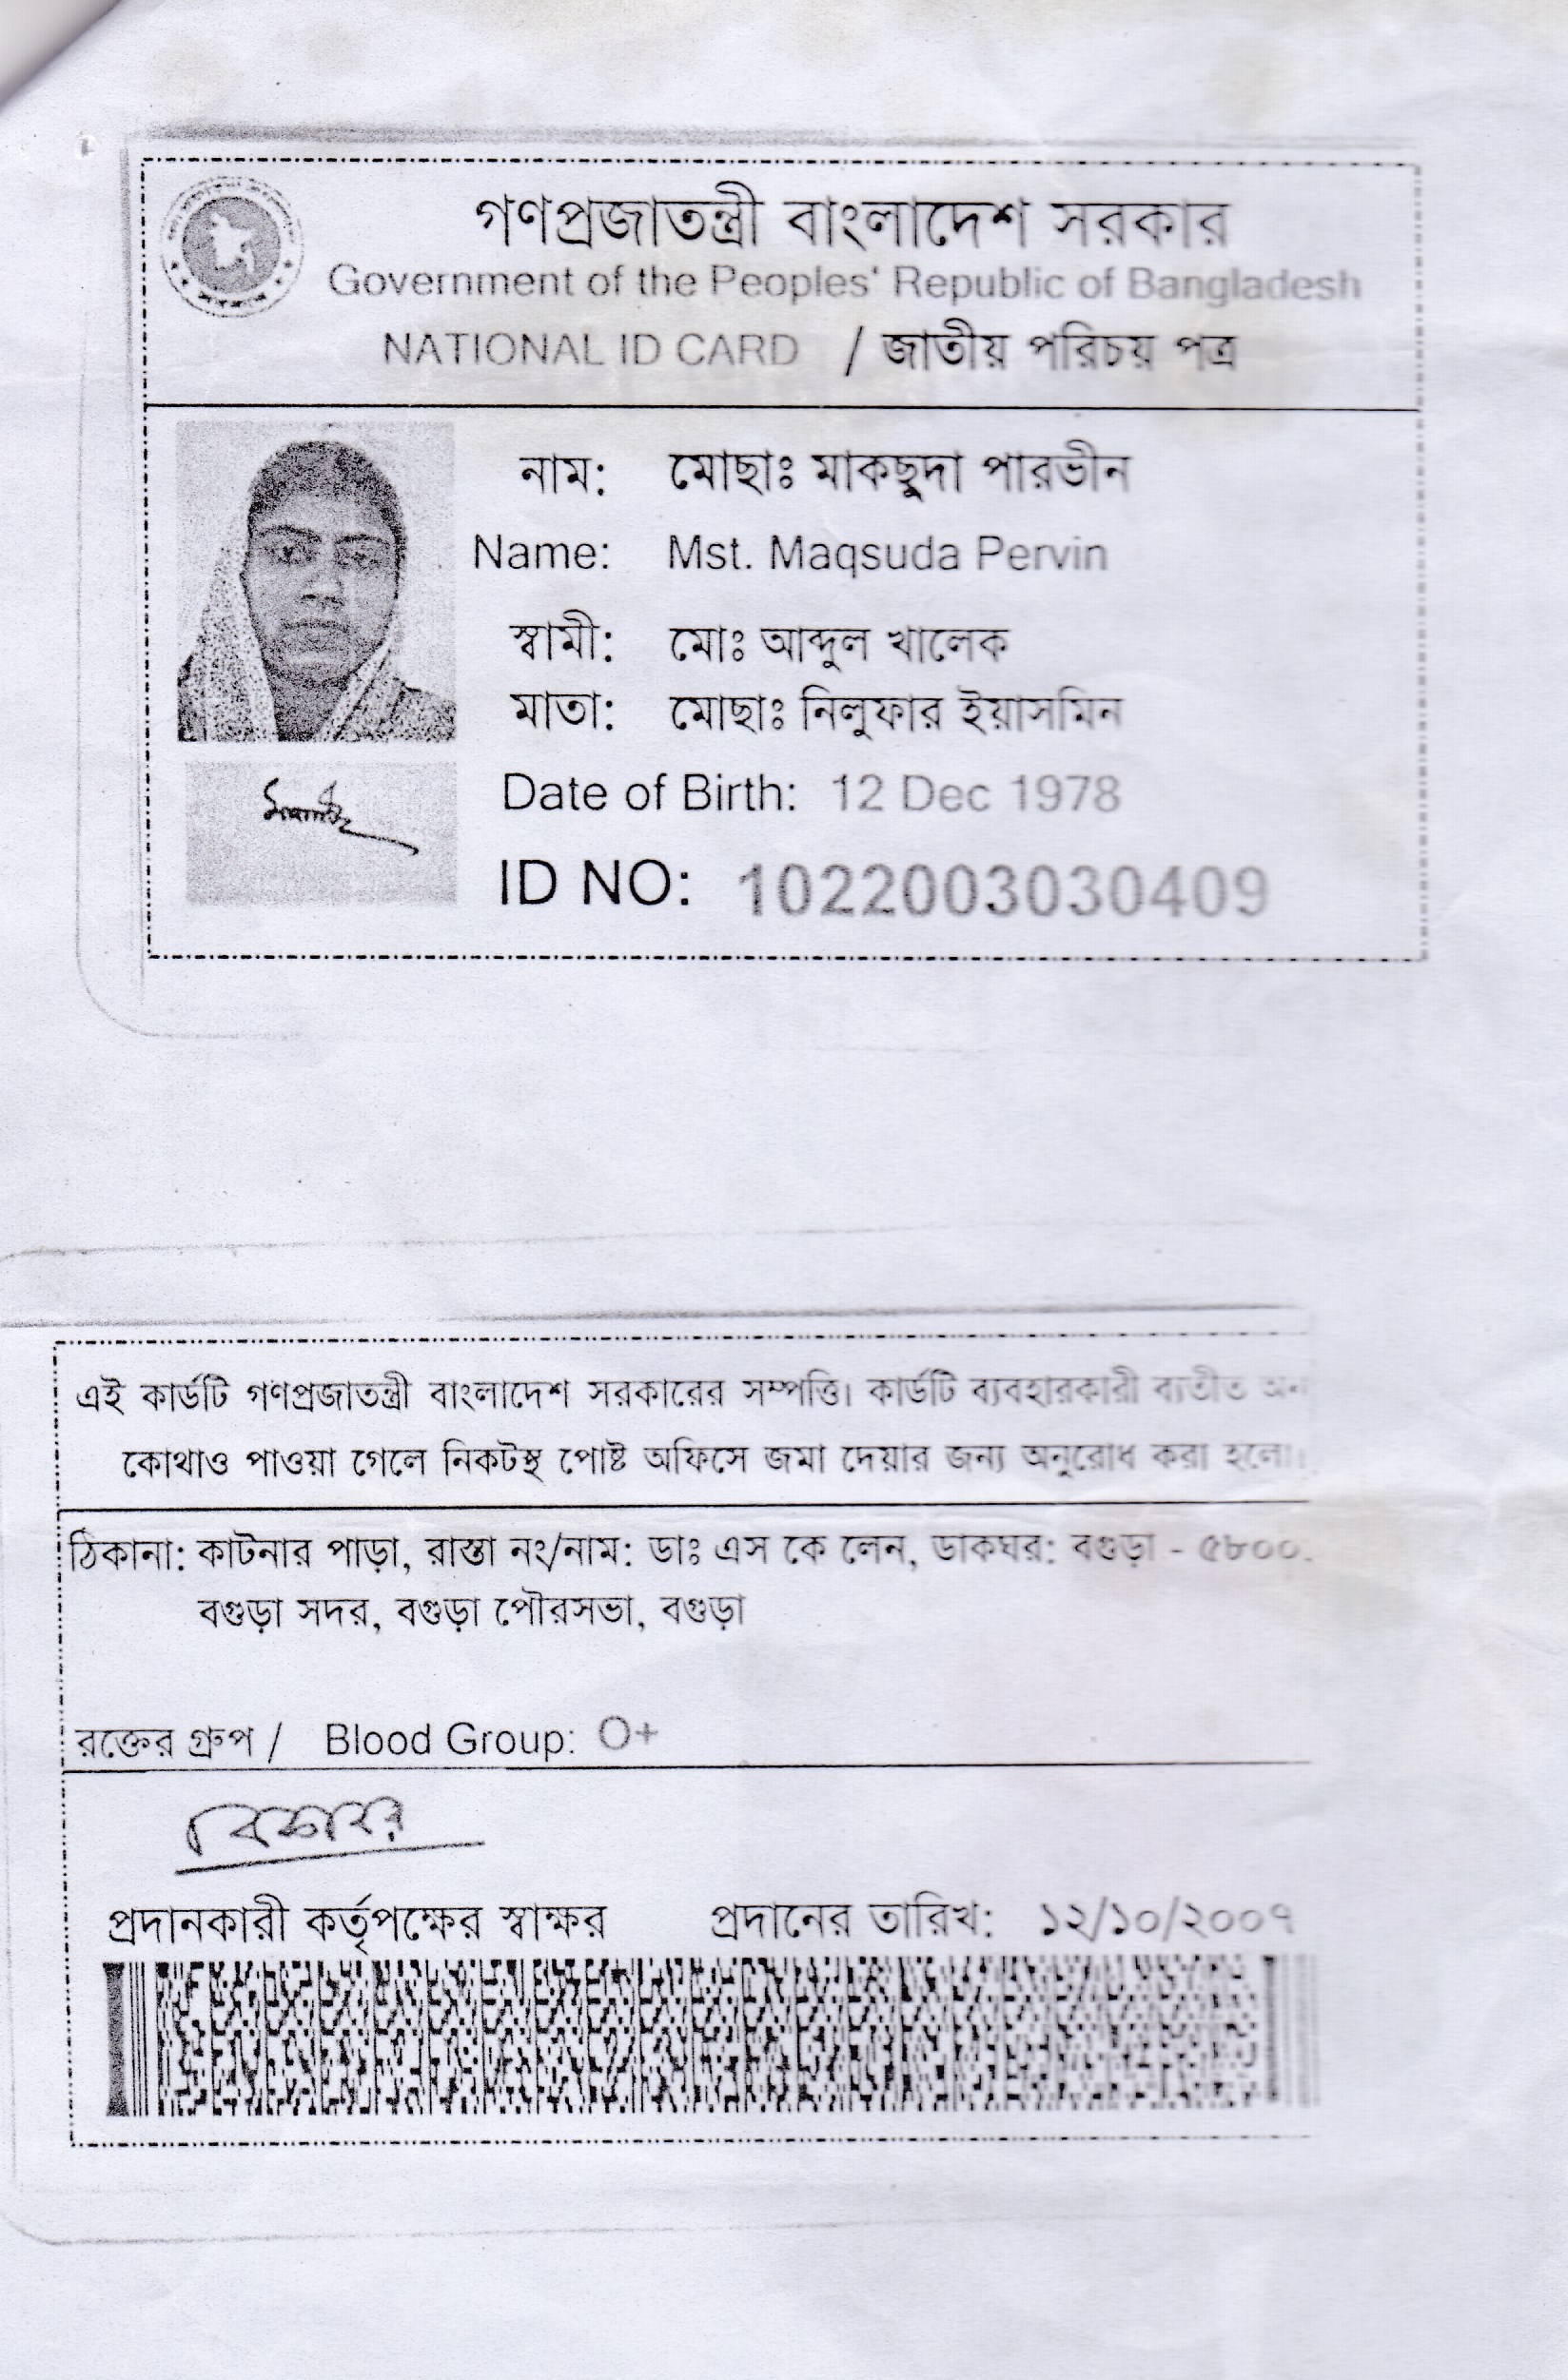 গণপ্রজাতন্ত্রী বাংলাদেশ সরকার
Government of the Peoples' Republic of Bangladesh
NATIONAL ID CARD / জাতীয় পরিচয় পত্র
নাম: মোছাঃ মাকছুদা পারভীন
Name: Mst. Maqsuda Pervin
স্বামী: মোঃ আব্দুল খালেক
মাতা: মোছাঃ নিলুফার ইয়াসমিন
Date of Birth: 12 Dec 1978
ID NO: 1022003030409
এই কার্ডটি গণপ্রজাতন্ত্রী বাংলাদেশ সরকারের সম্পত্তি। কার্ডটি ব্যবহারকারী ব্যতীত
কোথাও পাওয়া গেলে নিকটস্থ পোষ্ট অফিসে জমা দেয়ার জন্য অনুরোধ করা হলো।
ঠিকানা: কাটনার পাড়া, রাস্তা নং/নাম: ডাঃ এস কে লেন, ডাকঘর: বগুড়া - ৫৮০০.
বগুড়া সদর, বগুড়া পৌরসভা, বগুড়া
রক্তের গ্রুপ / Blood Group: O+
প্রদানকারী কর্তৃপক্ষের স্বাক্ষর প্রদানের তারিখ: ১২/১০/২০০৭